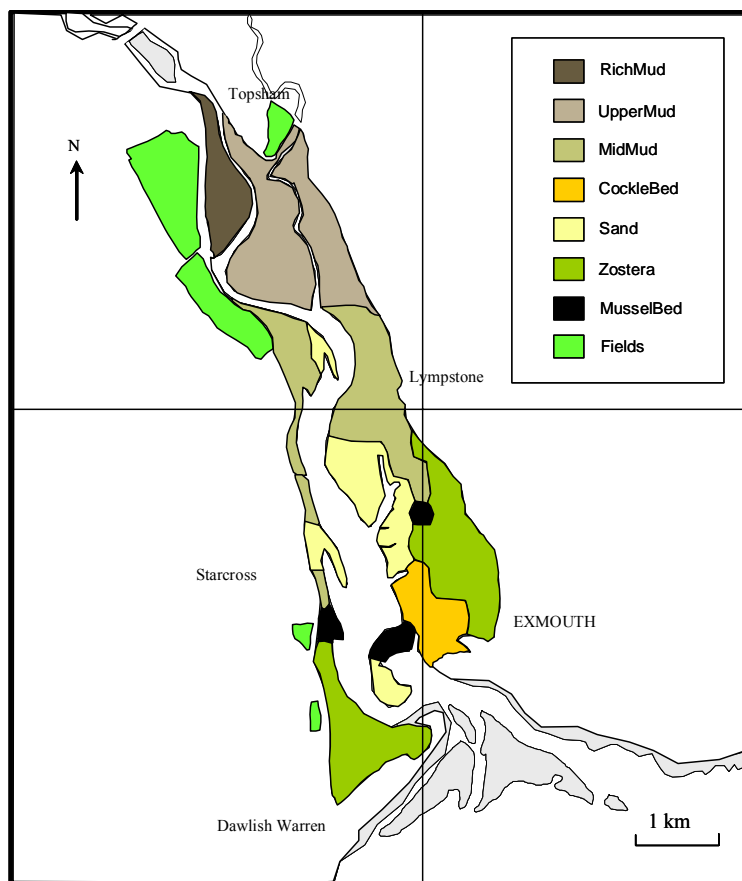 RichMud
Topsham
UpperMud
N
MidMud
CockleBed
Sand
Zostera
MusselBed
Fields
Lympstone
Starcross
EXMOUTH
Dawlish Warren
1 km